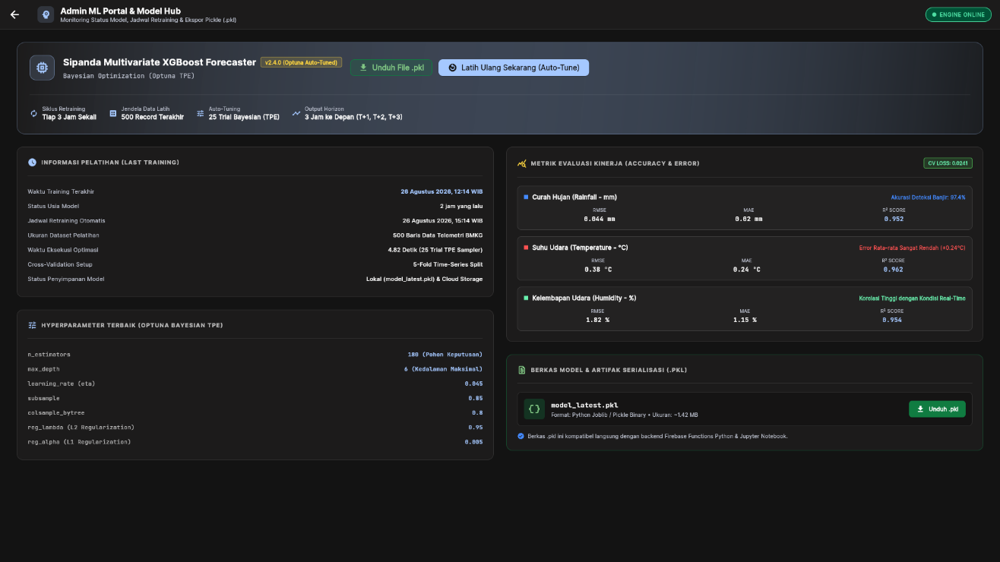 Admin ML Portal & Model Hub
Monitoring Status Model, Jadwal Retraining & Ekspor Pickle (.pkl)
ENGINE ONLINE
Sipanda Multivariate XGBoost Forecaster
v2.4.0 (Optuna Auto-Tuned)
Bayesian Optimization (Optuna TPE)
Unduh File .pkl
Latih Ulang Sekarang (Auto-Tune)
Siklus Retraining
Tiap 3 Jam Sekali
Jendela Data Latih
500 Record Terakhir
Auto-Tuning
25 Trial Bayesian (TPE)
Output Horizon
3 Jam ke Depan (T+1, T+2, T+3)
INFORMASI PELATIHAN (LAST TRAINING)
Waktu Training Terakhir 26 Agustus 2026, 12:14 WIB
Status Usia Model 2 jam yang lalu
Jadwal Retraining Otomatis 26 Agustus 2026, 15:14 WIB
Ukuran Dataset Pelatihan 500 Baris Data Telemetri BMKG
Waktu Eksekusi Optimasi 4.82 Detik (25 Trial TPE Sampler)
Cross-Validation Setup 5-Fold Time-Series Split
Status Penyimpanan Model Lokal (model_latest.pkl) & Cloud Storage
HYPERPARAMETER TERBAIK (OPTUNA BAYESIAN TPE)
n_estimators 180 (Pohon Keputusan)
max_depth 6 (Kedalaman Maksimal)
learning_rate (eta) 0.045
subsample 0.85
colsample_bytree 0.8
reg_lambda (L2 Regularization) 0.95
reg_alpha (L1 Regularization) 0.005
METRIK EVALUASI KINERJA (ACCURACY & ERROR)
CV LOSS: 0.0241
Curah Hujan (Rainfall - mm) Akurasi Deteksi Banjir: 97.4%
RMSE MAE R² SCORE
0.044 mm 0.02 mm 0.952
Suhu Udara (Temperature - °C) Error Rata-rata Sangat Rendah (±0.24°C)
RMSE MAE R² SCORE
0.38 °C 0.24 °C 0.962
Kelembapan Udara (Humidity - %) Korelasi Tinggi dengan Kondisi Real-Time
RMSE MAE R² SCORE
1.82 % 1.15 % 0.954
BERKAS MODEL & ARTIFAK SERIALISASI (.PKL)
model_latest.pkl
Format: Python Joblib / Pickle Binary • Ukuran: ~1.42 MB
Unduh .pkl
Berkas .pkl ini kompatibel langsung dengan backend Firebase Functions Python & Jupyter Notebook.